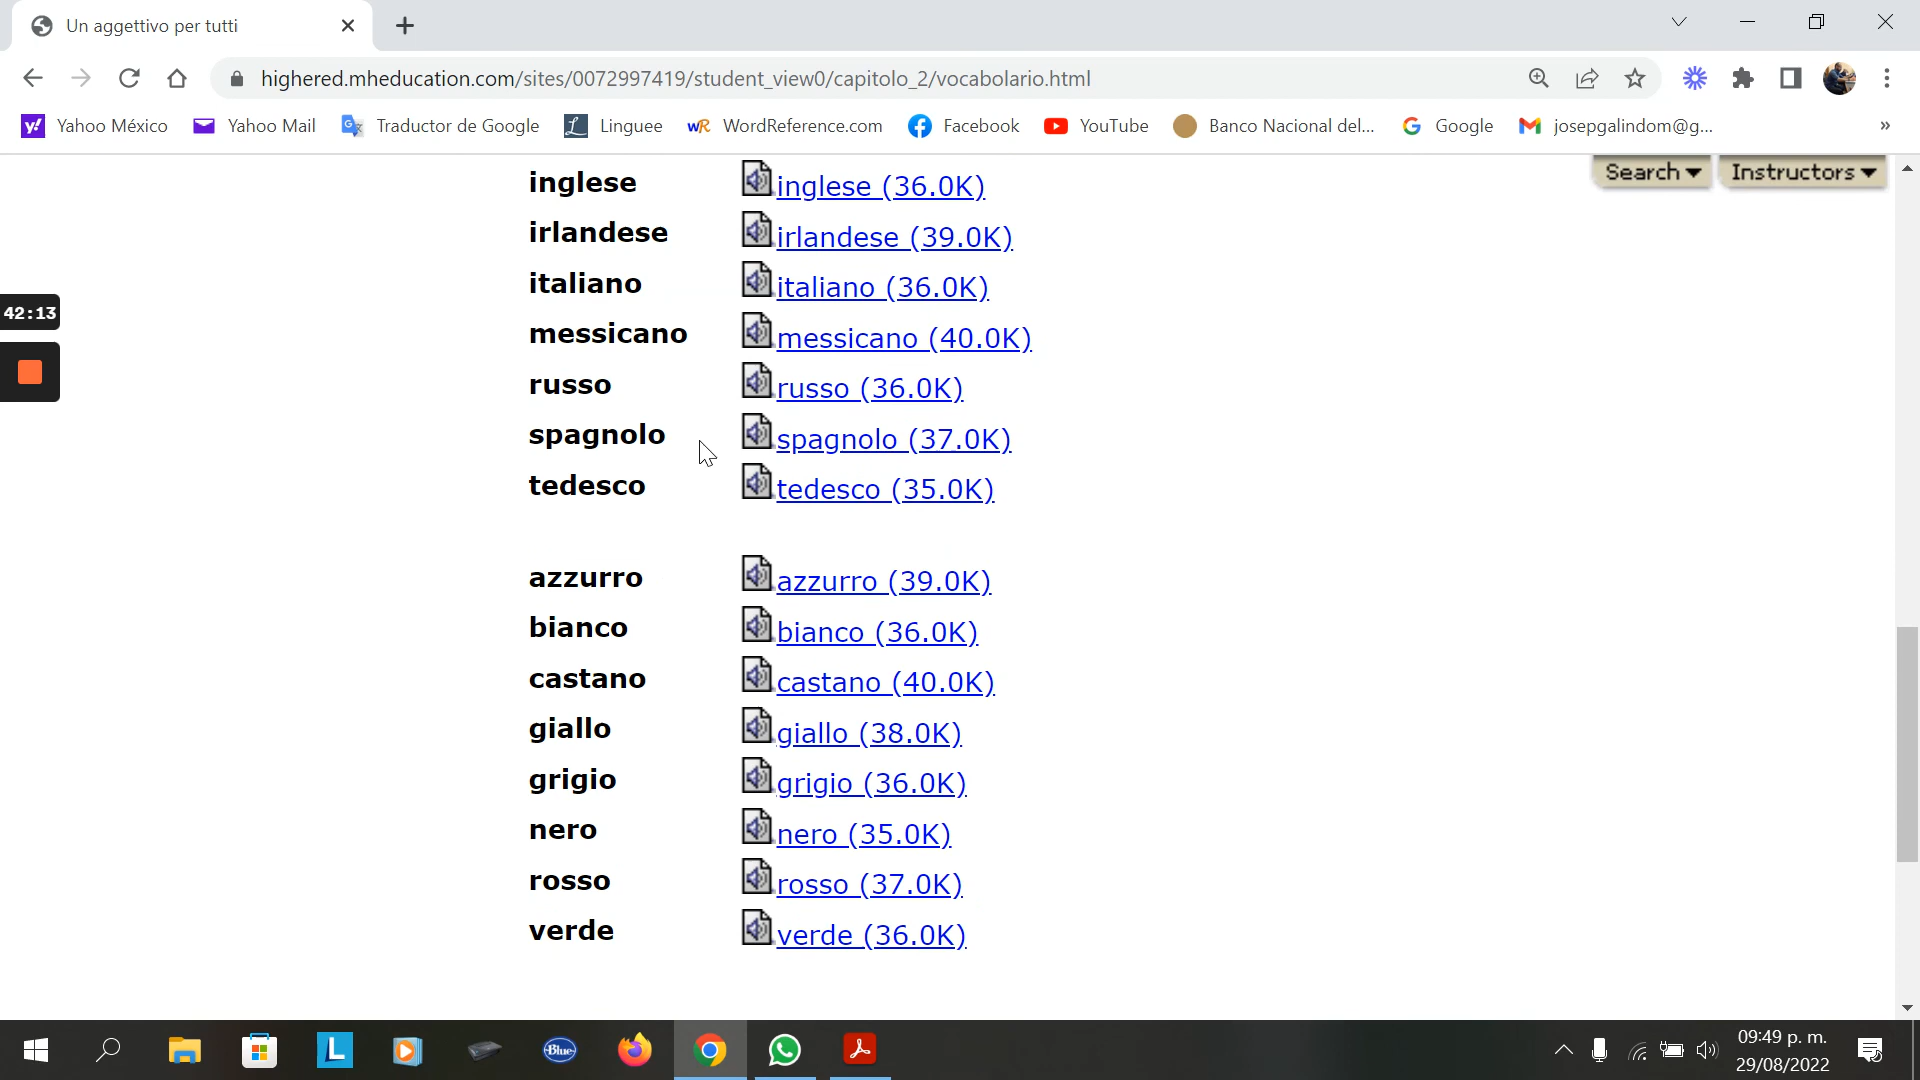 Un aggettivo per tutti
highered.mheducation.com/sites/0072997419/student_view0/capitolo_2/vocabolario.html
Yahoo México Yahoo Mail Traductor de Google Linguee WordReference.com Facebook YouTube Banco Nacional del... Google josepgalindom@g... »
Search Instructors
inglese inglese (36.0K)
irlandese irlandese (39.0K)
italiano italiano (36.0K)
42:13
messicano messicano (40.0K)
russo russo (36.0K)
spagnolo spagnolo (37.0K)
tedesco tedesco (35.0K)
azzurro azzurro (39.0K)
bianco bianco (36.0K)
castano castano (40.0K)
giallo giallo (38.0K)
grigio grigio (36.0K)
nero nero (35.0K)
rosso rosso (37.0K)
verde verde (36.0K)
L Blue
09:49 p. m.
29/08/2022